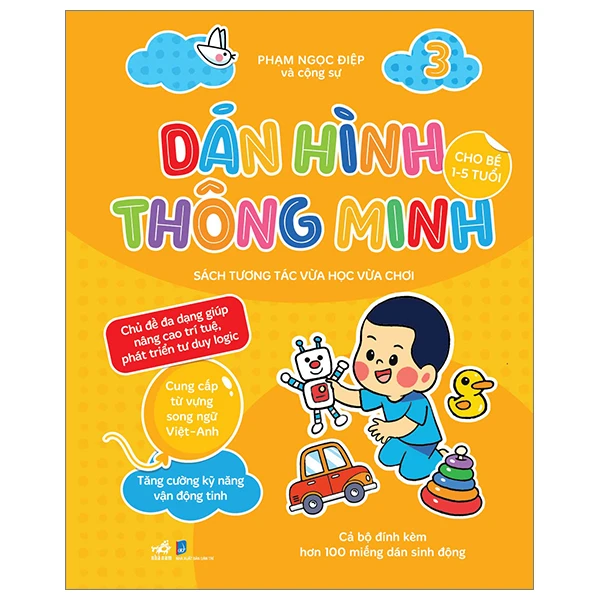 PHẠM NGỌC ĐIỆP
và cộng sự
3
DÁN HÌNH
THÔNG MINH
CHO BÉ
1-5 TUỔI
SÁCH TƯƠNG TÁC VỪA HỌC VỪA CHƠI
Chủ đề đa dạng giúp
nâng cao trí tuệ,
phát triển tư duy logic
Cung cấp
từ vựng
song ngữ
Việt-Anh
Tăng cường kỹ năng
vận động tinh
Cả bộ đính kèm
hơn 100 miếng dán sinh động